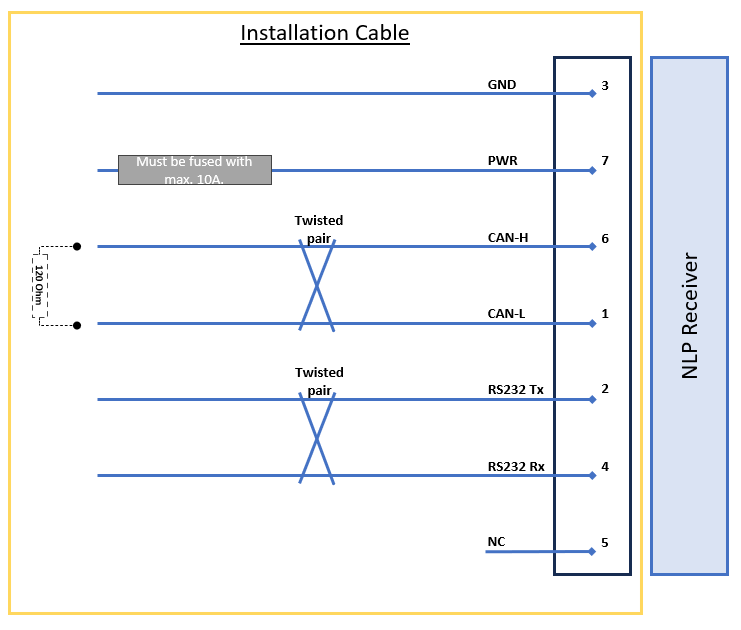 Installation Cable
GND
3
Must be fused with
max. 10A.
PWR
7
Twisted
pair
CAN-H
6
120 Ohm
CAN-L
1
Twisted
pair
RS232 Tx
2
RS232 Rx
4
NC
5
NLP Receiver